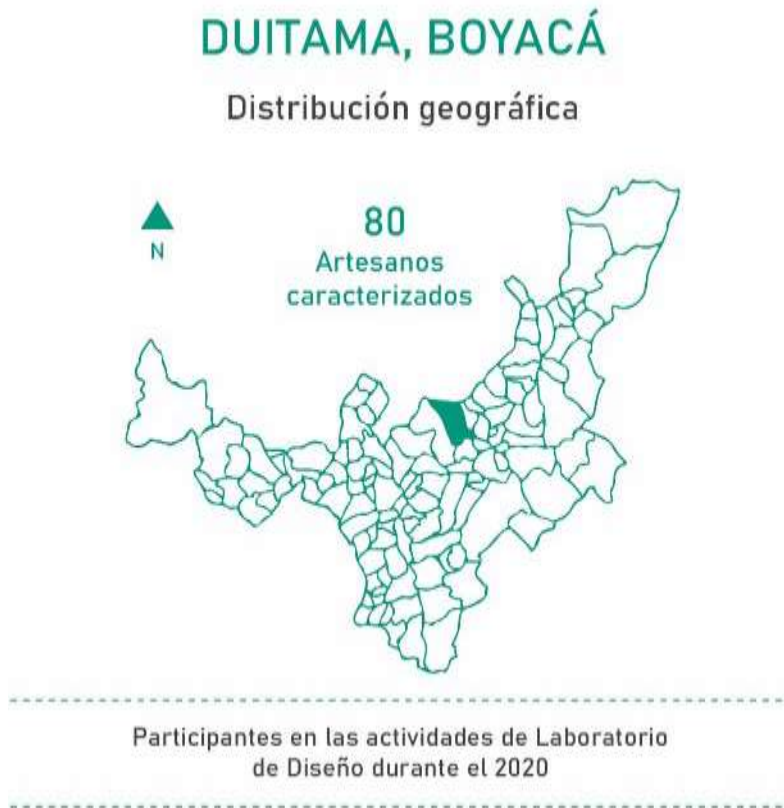 DUITAMA, BOYACÁ
Distribución geográfica
N
80
Artesanos
caracterizados
Participantes en las actividades de Laboratorio
de Diseño durante el 2020